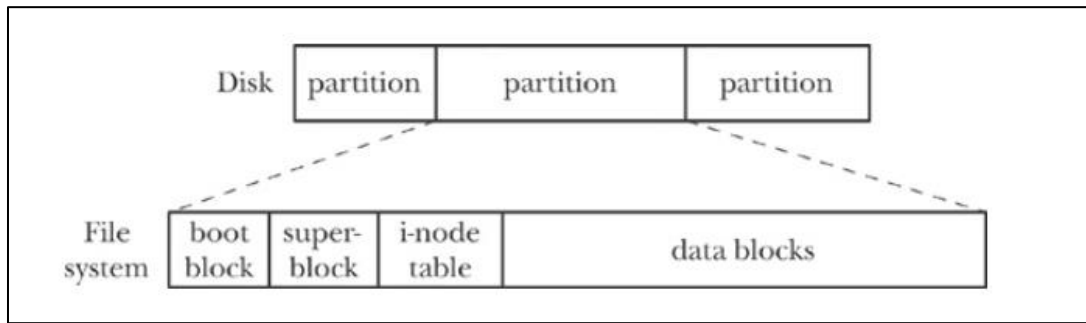 Disk partition partition partition
File system
boot block
super-block
i-node table
data blocks